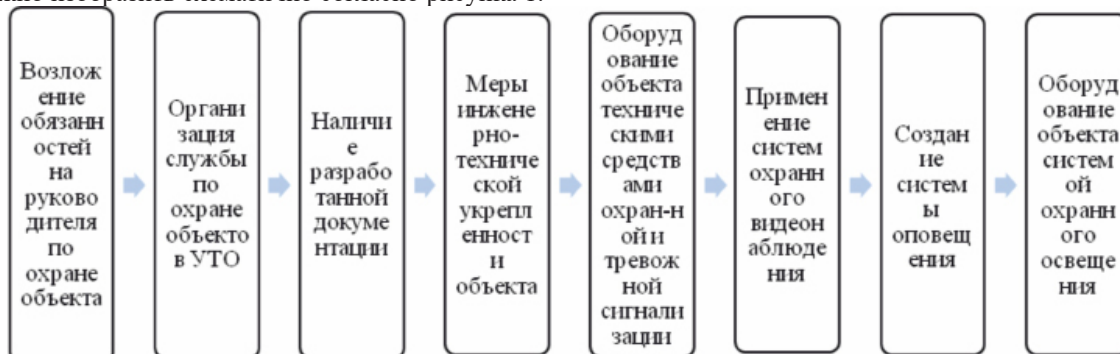 Возлож
ение
обязанн
остей
на
руково
дителя
по
охране
объекта
Органи
зация
службы
по
охране
объекто
в УТО
Наличи
е
разрабо
танной
докуме
нтации
Меры
инжене
рно-
техниче
ской
укрепл
енност
и
объекта
Оборуд
ование
объекта
техниче
скими
средств
ами
охран-н
ой и
тревож
ной
сигнали
зации
Примен
ение
систем
охранн
ого
видеон
аблюде
ния
Создан
ие
систем
ы
оповещ
ения
Оборуд
ование
объекта
систем
ой
охранн
ого
освеще
ния